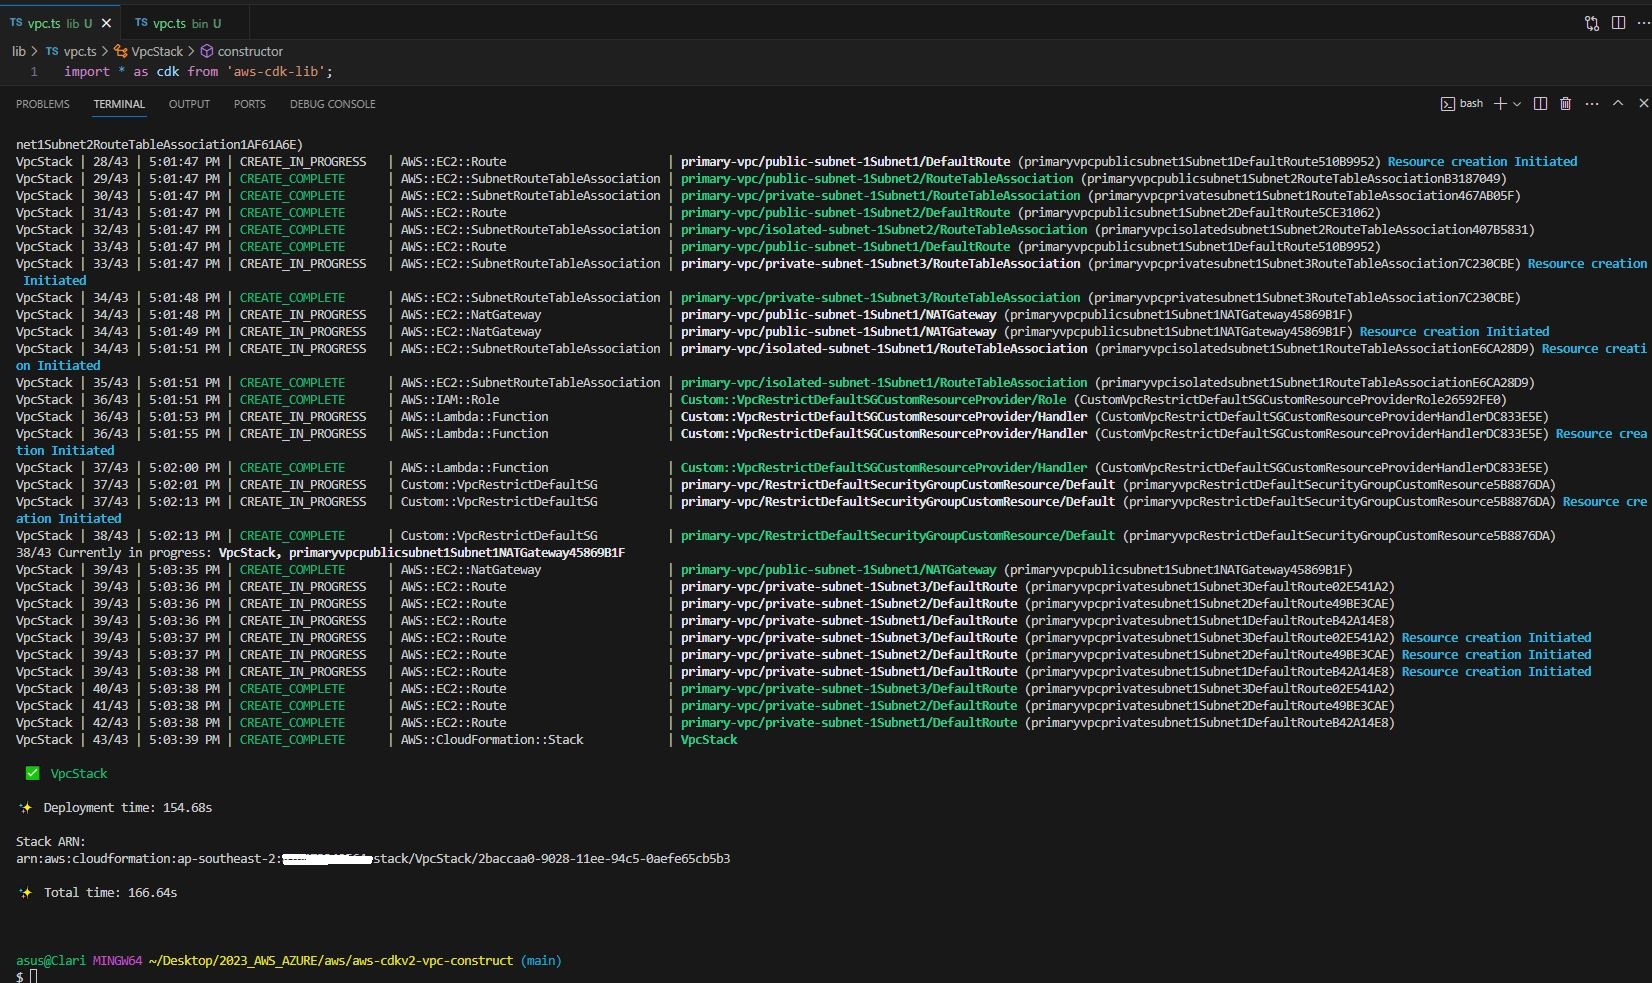 TS vpc.ts lib U × TS vpc.ts bin U
lib > TS vpc.ts > VpcStack > constructor
1 import * as cdk from 'aws-cdk-lib';
PROBLEMS TERMINAL OUTPUT PORTS DEBUG CONSOLE bash
net1Subnet2RouteTableAssociation1AF61A6E)
VpcStack | 28/43 | 5:01:47 PM | CREATE_IN_PROGRESS | AWS::EC2::Route | primary-vpc/public-subnet-1Subnet1/DefaultRoute (primaryvpcpublicsubnet1Subnet1DefaultRoute510B9952) Resource creation Initiated
VpcStack | 29/43 | 5:01:47 PM | CREATE_COMPLETE | AWS::EC2::SubnetRouteTableAssociation | primary-vpc/public-subnet-1Subnet2/RouteTableAssociation (primaryvpcpublicsubnet1Subnet2RouteTableAssociationB3187049)
VpcStack | 30/43 | 5:01:47 PM | CREATE_COMPLETE | AWS::EC2::SubnetRouteTableAssociation | primary-vpc/private-subnet-1Subnet1/RouteTableAssociation (primaryvpcprivatesubnet1Subnet1RouteTableAssociation467AB05F)
VpcStack | 31/43 | 5:01:47 PM | CREATE_COMPLETE | AWS::EC2::Route | primary-vpc/public-subnet-1Subnet2/DefaultRoute (primaryvpcpublicsubnet1Subnet2DefaultRoute5CE31062)
VpcStack | 32/43 | 5:01:47 PM | CREATE_COMPLETE | AWS::EC2::SubnetRouteTableAssociation | primary-vpc/isolated-subnet-1Subnet2/RouteTableAssociation (primaryvpcisolatedsubnet1Subnet2RouteTableAssociation407B5831)
VpcStack | 33/43 | 5:01:47 PM | CREATE_COMPLETE | AWS::EC2::Route | primary-vpc/public-subnet-1Subnet1/DefaultRoute (primaryvpcpublicsubnet1Subnet1DefaultRoute510B9952)
VpcStack | 33/43 | 5:01:47 PM | CREATE_IN_PROGRESS | AWS::EC2::SubnetRouteTableAssociation | primary-vpc/private-subnet-1Subnet3/RouteTableAssociation (primaryvpcprivatesubnet1Subnet3RouteTableAssociation7C230CBE) Resource creation
Initiated
VpcStack | 34/43 | 5:01:48 PM | CREATE_COMPLETE | AWS::EC2::SubnetRouteTableAssociation | primary-vpc/private-subnet-1Subnet3/RouteTableAssociation (primaryvpcprivatesubnet1Subnet3RouteTableAssociation7C230CBE)
VpcStack | 34/43 | 5:01:48 PM | CREATE_IN_PROGRESS | AWS::EC2::NatGateway | primary-vpc/public-subnet-1Subnet1/NATGateway (primaryvpcpublicsubnet1Subnet1NATGateway45869B1F)
VpcStack | 34/43 | 5:01:49 PM | CREATE_IN_PROGRESS | AWS::EC2::NatGateway | primary-vpc/public-subnet-1Subnet1/NATGateway (primaryvpcpublicsubnet1Subnet1NATGateway45869B1F) Resource creation Initiated
VpcStack | 34/43 | 5:01:51 PM | CREATE_IN_PROGRESS | AWS::EC2::SubnetRouteTableAssociation | primary-vpc/isolated-subnet-1Subnet1/RouteTableAssociation (primaryvpcisolatedsubnet1Subnet1RouteTableAssociationE6CA28D9) Resource creati
on Initiated
VpcStack | 35/43 | 5:01:51 PM | CREATE_COMPLETE | AWS::EC2::SubnetRouteTableAssociation | primary-vpc/isolated-subnet-1Subnet1/RouteTableAssociation (primaryvpcisolatedsubnet1Subnet1RouteTableAssociationE6CA28D9)
VpcStack | 36/43 | 5:01:51 PM | CREATE_COMPLETE | AWS::IAM::Role | Custom::VpcRestrictDefaultSGCustomResourceProvider/Role (CustomVpcRestrictDefaultSGCustomResourceProviderRole26592FE0)
VpcStack | 36/43 | 5:01:53 PM | CREATE_IN_PROGRESS | AWS::Lambda::Function | Custom::VpcRestrictDefaultSGCustomResourceProvider/Handler (CustomVpcRestrictDefaultSGCustomResourceProviderHandlerDC833E5E)
VpcStack | 36/43 | 5:01:55 PM | CREATE_IN_PROGRESS | AWS::Lambda::Function | Custom::VpcRestrictDefaultSGCustomResourceProvider/Handler (CustomVpcRestrictDefaultSGCustomResourceProviderHandlerDC833E5E) Resource crea
tion Initiated
VpcStack | 37/43 | 5:02:00 PM | CREATE_COMPLETE | AWS::Lambda::Function | Custom::VpcRestrictDefaultSGCustomResourceProvider/Handler (CustomVpcRestrictDefaultSGCustomResourceProviderHandlerDC833E5E)
VpcStack | 37/43 | 5:02:01 PM | CREATE_IN_PROGRESS | Custom::VpcRestrictDefaultSG | primary-vpc/RestrictDefaultSecurityGroupCustomResource/Default (primaryvpcRestrictDefaultSecurityGroupCustomResource5B8876DA)
VpcStack | 37/43 | 5:02:13 PM | CREATE_IN_PROGRESS | Custom::VpcRestrictDefaultSG | primary-vpc/RestrictDefaultSecurityGroupCustomResource/Default (primaryvpcRestrictDefaultSecurityGroupCustomResource5B8876DA) Resource cre
ation Initiated
VpcStack | 38/43 | 5:02:13 PM | CREATE_COMPLETE | Custom::VpcRestrictDefaultSG | primary-vpc/RestrictDefaultSecurityGroupCustomResource/Default (primaryvpcRestrictDefaultSecurityGroupCustomResource5B8876DA)
38/43 Currently in progress: VpcStack, primaryvpcpublicsubnet1Subnet1NATGateway45869B1F
VpcStack | 39/43 | 5:03:35 PM | CREATE_COMPLETE | AWS::EC2::NatGateway | primary-vpc/public-subnet-1Subnet1/NATGateway (primaryvpcpublicsubnet1Subnet1NATGateway45869B1F)
VpcStack | 39/43 | 5:03:36 PM | CREATE_IN_PROGRESS | AWS::EC2::Route | primary-vpc/private-subnet-1Subnet3/DefaultRoute (primaryvpcprivatesubnet1Subnet3DefaultRoute02E541A2)
VpcStack | 39/43 | 5:03:36 PM | CREATE_IN_PROGRESS | AWS::EC2::Route | primary-vpc/private-subnet-1Subnet2/DefaultRoute (primaryvpcprivatesubnet1Subnet2DefaultRoute49BE3CAE)
VpcStack | 39/43 | 5:03:36 PM | CREATE_IN_PROGRESS | AWS::EC2::Route | primary-vpc/private-subnet-1Subnet1/DefaultRoute (primaryvpcprivatesubnet1Subnet1DefaultRouteB42A14E8)
VpcStack | 39/43 | 5:03:37 PM | CREATE_IN_PROGRESS | AWS::EC2::Route | primary-vpc/private-subnet-1Subnet3/DefaultRoute (primaryvpcprivatesubnet1Subnet3DefaultRoute02E541A2) Resource creation Initiated
VpcStack | 39/43 | 5:03:37 PM | CREATE_IN_PROGRESS | AWS::EC2::Route | primary-vpc/private-subnet-1Subnet2/DefaultRoute (primaryvpcprivatesubnet1Subnet2DefaultRoute49BE3CAE) Resource creation Initiated
VpcStack | 39/43 | 5:03:38 PM | CREATE_IN_PROGRESS | AWS::EC2::Route | primary-vpc/private-subnet-1Subnet1/DefaultRoute (primaryvpcprivatesubnet1Subnet1DefaultRouteB42A14E8) Resource creation Initiated
VpcStack | 40/43 | 5:03:38 PM | CREATE_COMPLETE | AWS::EC2::Route | primary-vpc/private-subnet-1Subnet3/DefaultRoute (primaryvpcprivatesubnet1Subnet3DefaultRoute02E541A2)
VpcStack | 41/43 | 5:03:38 PM | CREATE_COMPLETE | AWS::EC2::Route | primary-vpc/private-subnet-1Subnet2/DefaultRoute (primaryvpcprivatesubnet1Subnet2DefaultRoute49BE3CAE)
VpcStack | 42/43 | 5:03:38 PM | CREATE_COMPLETE | AWS::EC2::Route | primary-vpc/private-subnet-1Subnet1/DefaultRoute (primaryvpcprivatesubnet1Subnet1DefaultRouteB42A14E8)
VpcStack | 43/43 | 5:03:39 PM | CREATE_COMPLETE | AWS::CloudFormation::Stack | VpcStack
✅ VpcStack
✨ Deployment time: 154.68s
Stack ARN:
arn:aws:cloudformation:ap-southeast-2: stack/VpcStack/2baccaa0-9028-11ee-94c5-0aefe65cb5b3
✨ Total time: 166.64s
asus@Clari MINGW64 ~/Desktop/2023_AWS_AZURE/aws/aws-cdkv2-vpc-construct (main)
$